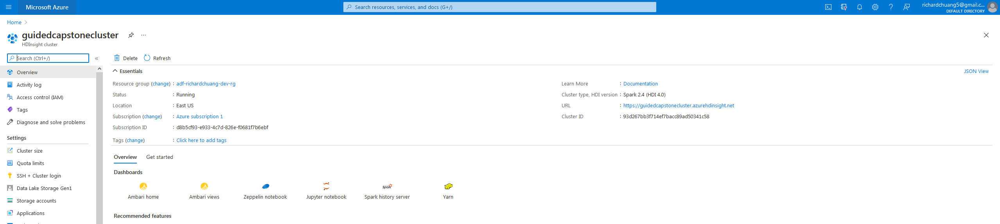 Microsoft Azure
Search resources, services, and docs (G+/)
richardchuang5@gmail.c...
DEFAULT DIRECTORY
Home
guidedcapstonecluster
HDInsight cluster
Search (Ctrl+/)
Delete
Refresh
Overview
Activity log
Access control (IAM)
Tags
Diagnose and solve problems
Settings
Cluster size
Quota limits
SSH + Cluster login
Data Lake Storage Gen1
Storage accounts
Applications
Essentials
JSON View
Resource group (change) : adf-richardchuang-dev-rg
Status : Running
Location : East US
Subscription (change) : Azure subscription 1
Subscription ID : d8b5cf93-e933-4c7d-826e-f0681f7b6ebf
Tags (change) : Click here to add tags
Learn More : Documentation
Cluster type, HDI version : Spark 2.4 (HDI 4.0)
URL : https://guidedcapstonecluster.azurehdinsight.net
Cluster ID : 93d267bb3f714ef7bacc89ad50341c58
Overview
Get started
Dashboards
Ambari home
Ambari views
Zeppelin notebook
Jupyter notebook
Spark
Spark history server
Yarn
Recommended features